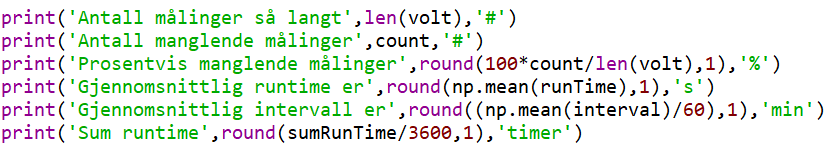 print('Antall målinger så langt',len(volt),'#')
print('Antall manglende målinger',count,'#')
print('Prosentvis manglende målinger',round(100*count/len(volt),1),'%')
print('Gjennomsnittlig runtime er',round(np.mean(runTime),1),'s')
print('Gjennomsnittlig intervall er',round((np.mean(interval)/60),1),'min')
print('Sum runtime',round(sumRunTime/3600,1),'timer')